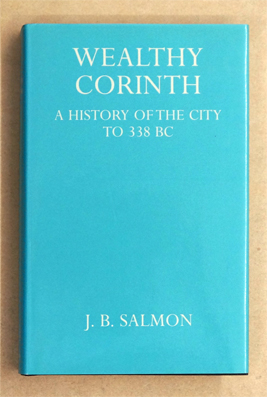 WEALTHY
CORINTH
A HISTORY OF THE CITY
TO 338 BC
J. B. SALMON